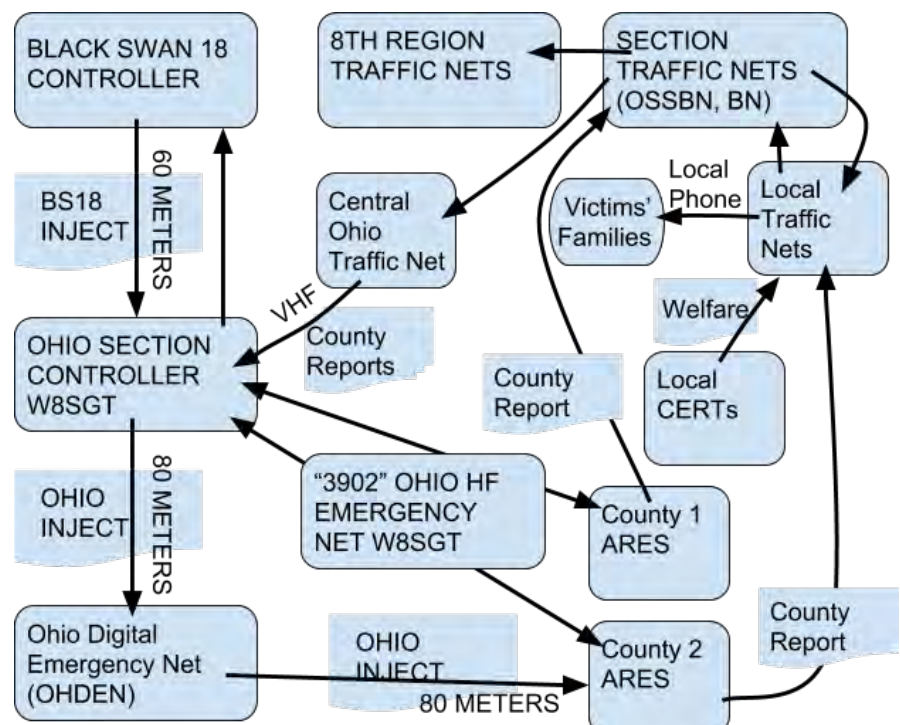 BLACK SWAN 18
CONTROLLER
8TH REGION
TRAFFIC NETS
SECTION
TRAFFIC NETS
(OSSBN, BN)
60 METERS
BS18
INJECT
Central
Ohio
Traffic Net
Victims'
Families
Local
Phone
Local
Traffic
Nets
VHF
County
Reports
Welfare
OHIO SECTION
CONTROLLER
W8SGT
County
Report
Local
CERTs
80 METERS
OHIO
INJECT
“3902” OHIO HF
EMERGENCY
NET W8SGT
County 1
ARES
Ohio Digital
Emergency Net
(OHDEN)
OHIO
INJECT
80 METERS
County 2
ARES
County
Report